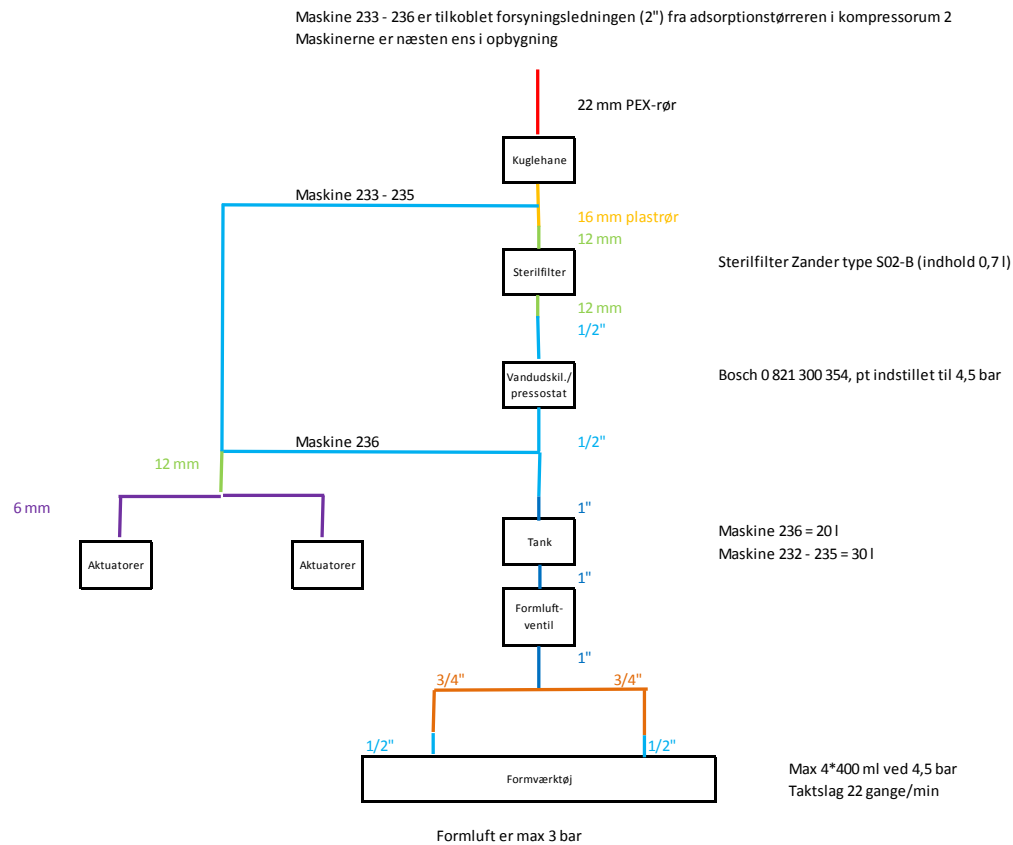 Maskine 233 - 236 er tilkoblet forsyningsledningen (2") fra adsorptionstørreren i kompressorum 2
Maskinerne er næsten ens i opbygning
22 mm PEX-rør
Kuglehane
Maskine 233 - 235
16 mm plastrør
12 mm
Sterilfilter
Sterilfilter Zander type S02-B (indhold 0,7 l)
12 mm
1/2"
Vandudskil./
pressostat
Bosch 0 821 300 354, pt indstillet til 4,5 bar
Maskine 236
1/2"
12 mm
6 mm
1"
Aktuatorer
Aktuatorer
Tank
Maskine 236 = 20 l
Maskine 232 - 235 = 30 l
1"
Formluft-
ventil
1"
3/4"
3/4"
1/2"
1/2"
Formværktøj
Max 4*400 ml ved 4,5 bar
Taktslag 22 gange/min
Formluft er max 3 bar